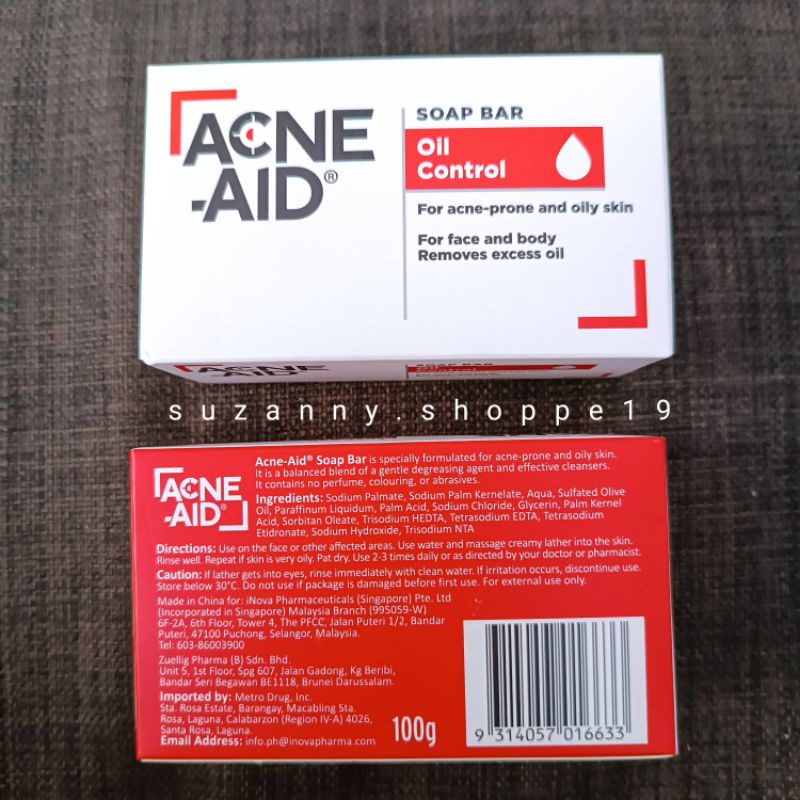 ACNE
-AID®
SOAP BAR
Oil
Control
For acne-prone and oily skin
For face and body
Removes excess oil
ACNE
-AID
SOAP BAR
Oil
Control
suzanny.shoppe19
ACNE
-AID®
Acne-Aid® Soap Bar is specially formulated for acne-prone and oily skin.
It is a balanced blend of a gentle degreasing agent and effective cleansers.
It contains no perfume, colouring, or abrasives.
Ingredients: Sodium Palmate, Sodium Palm Kernelate, Aqua, Sulfated Olive
Oil, Paraffinum Liquidum, Palm Acid, Sodium Chloride, Glycerin, Palm Kernel
Acid, Sorbitan Oleate, Trisodium HEDTA, Tetrasodium EDTA, Tetrasodium
Etidronate, Sodium Hydroxide, Trisodium NTA
Directions: Use on the face or other affected areas. Use water and massage creamy lather into the skin.
Rinse well. Repeat if skin is very oily. Pat dry. Use 2-3 times daily or as directed by your doctor or pharmacist.
Caution: if lather gets into eyes, rinse immediately with clean water. If irritation occurs, discontinue use.
Store below 30°C. Do not use if package is damaged before first use. For external use only.
Made in China for: iNova Pharmaceuticals (Singapore) Pte. Ltd
(Incorporated in Singapore) Malaysia Branch (995059-W)
6F-2A, 6th Floor, Tower 4, The PFCC, Jalan Puteri 1/2, Bandar
Puteri, 47100 Puchong, Selangor, Malaysia.
Tel: 603-86003900
Zuellig Pharma (B) Sdn. Bhd.
Unit 5, 1st Floor, Spg 607, Jalan Gadong, Kg Beribi,
Bandar Seri Begawan BE1118, Brunei Darussalam.
Imported by: Metro Drug, Inc.
Sta. Rosa Estate, Barangay, Macabling Sta.
Rosa, Laguna, Calabarzon (Region IV-A) 4026,
Santa Rosa, Laguna.
Email Address: info.ph@inovapharma.com
100g
9 314057 016633